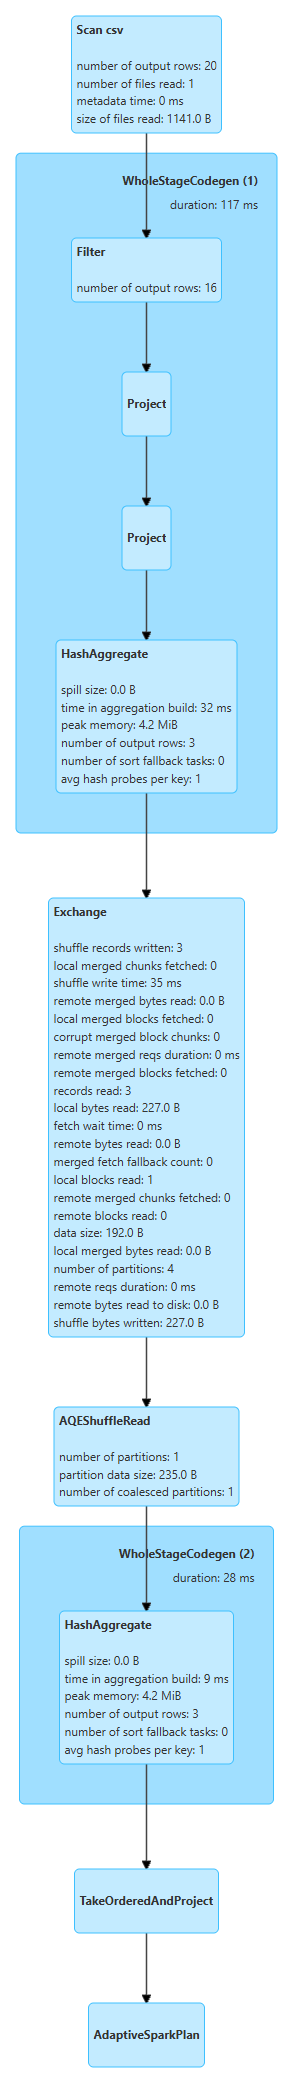 Scan csv
number of output rows: 20
number of files read: 1
metadata time: 0 ms
size of files read: 1141.0 B
WholeStageCodegen (1)
duration: 117 ms
Filter
number of output rows: 16
Project
Project
HashAggregate
spill size: 0.0 B
time in aggregation build: 32 ms
peak memory: 4.2 MiB
number of output rows: 3
number of sort fallback tasks: 0
avg hash probes per key: 1
Exchange
shuffle records written: 3
local merged chunks fetched: 0
shuffle write time: 35 ms
remote merged bytes read: 0.0 B
local merged blocks fetched: 0
corrupt merged block chunks: 0
remote merged reqs duration: 0 ms
remote merged blocks fetched: 0
records read: 3
local bytes read: 227.0 B
fetch wait time: 0 ms
remote bytes read: 0.0 B
merged fetch fallback count: 0
local blocks read: 1
remote merged chunks fetched: 0
remote blocks read: 0
data size: 192.0 B
local merged bytes read: 0.0 B
number of partitions: 4
remote reqs duration: 0 ms
remote bytes read to disk: 0.0 B
shuffle bytes written: 227.0 B
AQEShuffleRead
number of partitions: 1
partition data size: 235.0 B
number of coalesced partitions: 1
WholeStageCodegen (2)
duration: 28 ms
HashAggregate
spill size: 0.0 B
time in aggregation build: 9 ms
peak memory: 4.2 MiB
number of output rows: 3
number of sort fallback tasks: 0
avg hash probes per key: 1
TakeOrderedAndProject
AdaptiveSparkPlan